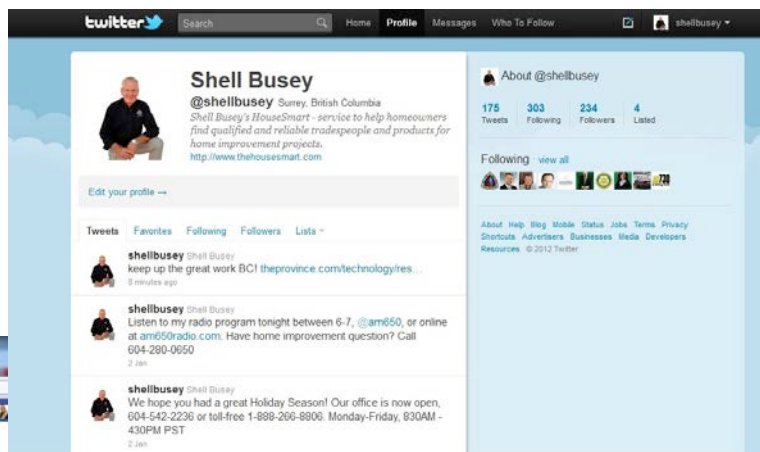 twitter Search Home Profile Messages Who To Follow shellbusey
Shell Busey
@shellbusey Surrey, British Columbia
Shell Busey's HouseSmart - service to help homeowners
find qualified and reliable tradespeople and products for
home improvement projects.
http://www.thehousesmart.com
Edit your profile →
Tweets Favorites Following Followers Lists
shellbusey Shell Busey
keep up the great work BC! theprovince.com/technology/res...
8 minutes ago
shellbusey Shell Busey
Listen to my radio program tonight between 6-7, @am650, or online
at am650radio.com. Have home improvement question? Call
604-280-0650
2 Jan
shellbusey Shell Busey
We hope you had a great Holiday Season! Our office is now open,
604-542-2236 or toll-free 1-888-266-8806. Monday-Friday, 830AM -
430PM PST
2 Jan
About @shellbusey
175 303 234 4
Tweets Following Followers Listed
Following view all
About Help Blog Mobile Status Jobs Terms Privacy
Shortcuts Advertisers Businesses Media Developers
Resources © 2012 Twitter